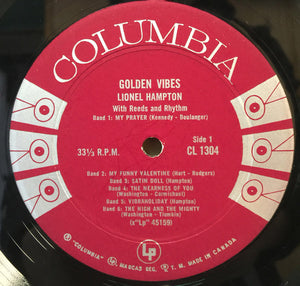 COLUMBIA
GOLDEN VIBES
LIONEL HAMPTON
With Reeds and Rhythm
Band 1: MY PRAYER (Kennedy - Boulanger)
33⅓ R.P.M.
Side 1
CL 1304
Band 2: MY FUNNY VALENTINE (Hart - Rodgers)
Band 3: SATIN DOLL (Hampton)
Band 4: THE NEARNESS OF YOU
(Washington - Carmichael)
Band 5: VIBRAHOLIDAY (Hampton)
Band 6: THE HIGH AND THE MIGHTY
(Washington - Tiomkin)
(x"Lp" 45159)
Lp
"COLUMBIA", Lp, MARCAS REG. T. M. MADE IN CANADA